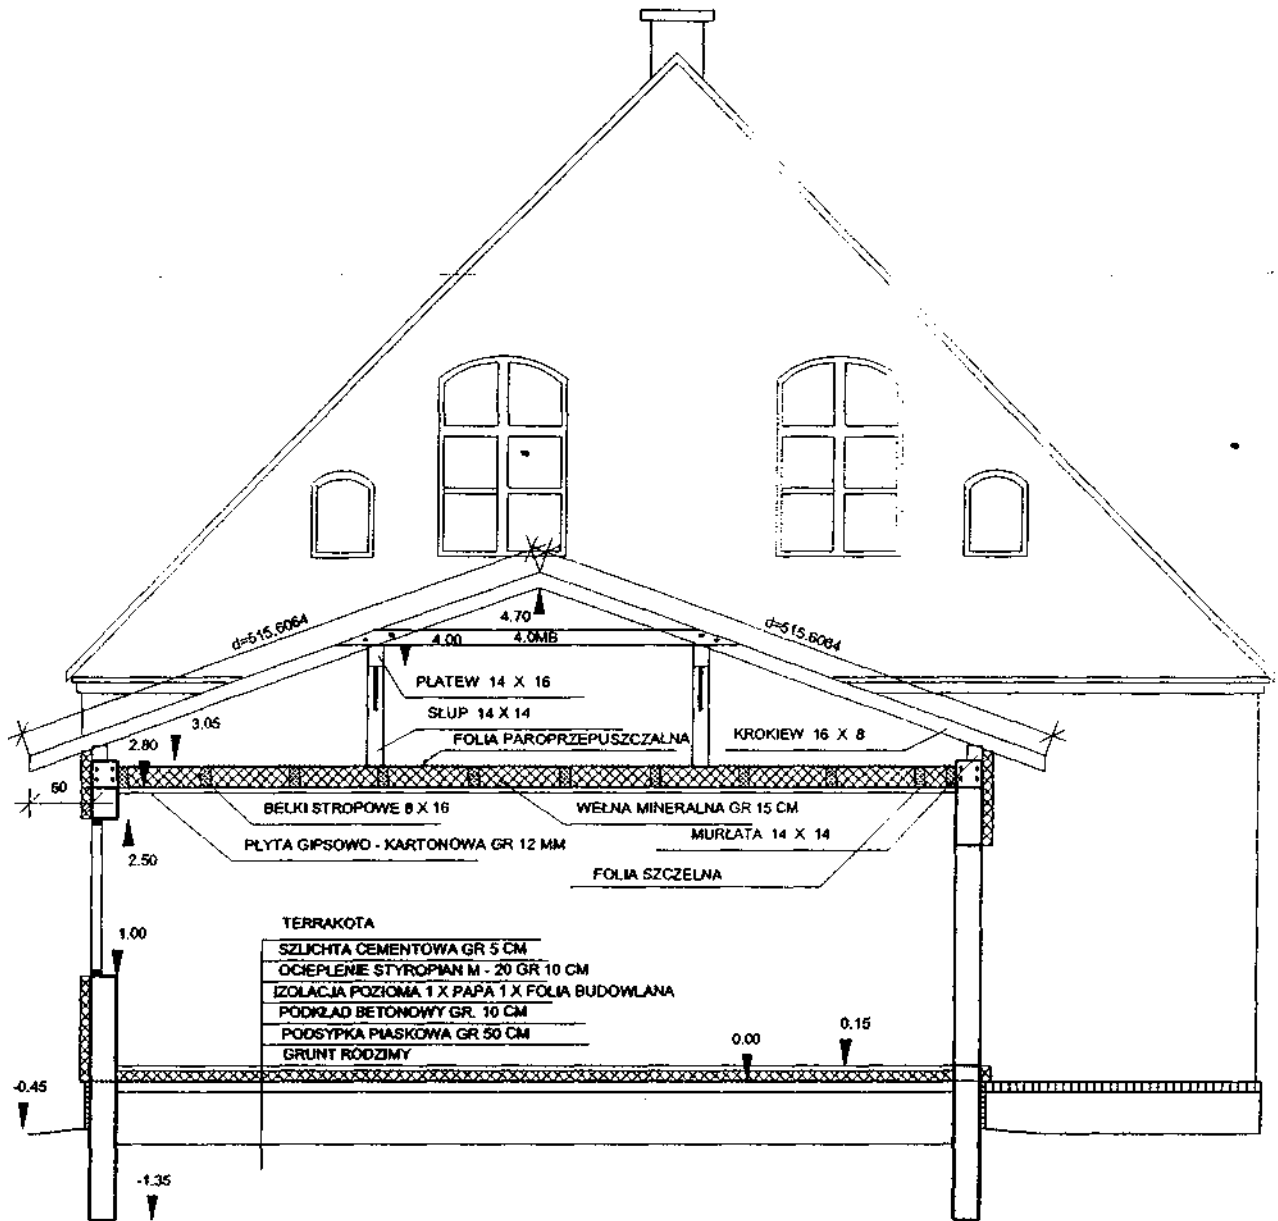 4.70
d=515.6064
d=515.6064
4.00
4.0MB
PŁATEW 14 X 16
SŁUP 14 X 14
3.05
FOLIA PAROPRZEPUSZCZALNA
KROKIEW 16 X 8
2.80
60
BELKI STROPOWE 8 X 16
WEŁNA MINERALNA GR 15 CM
MURŁATA 14 X 14
PŁYTA GIPSOWO - KARTONOWA GR 12 MM
2.50
FOLIA SZCZELNA
TERRAKOTA
1.00
SZLICHTA CEMENTOWA GR 5 CM
OCIEPLENIE STYROPIAN M - 20 GR 10 CM
IZOLACJA POZIOMA 1 X PAPA 1 X FOLIA BUDOWLANA
PODKŁAD BETONOWY GR. 10 CM
PODSYPKA PIASKOWA GR 50 CM
GRUNT RODZIMY
0.00
0.15
-0.45
-1.35